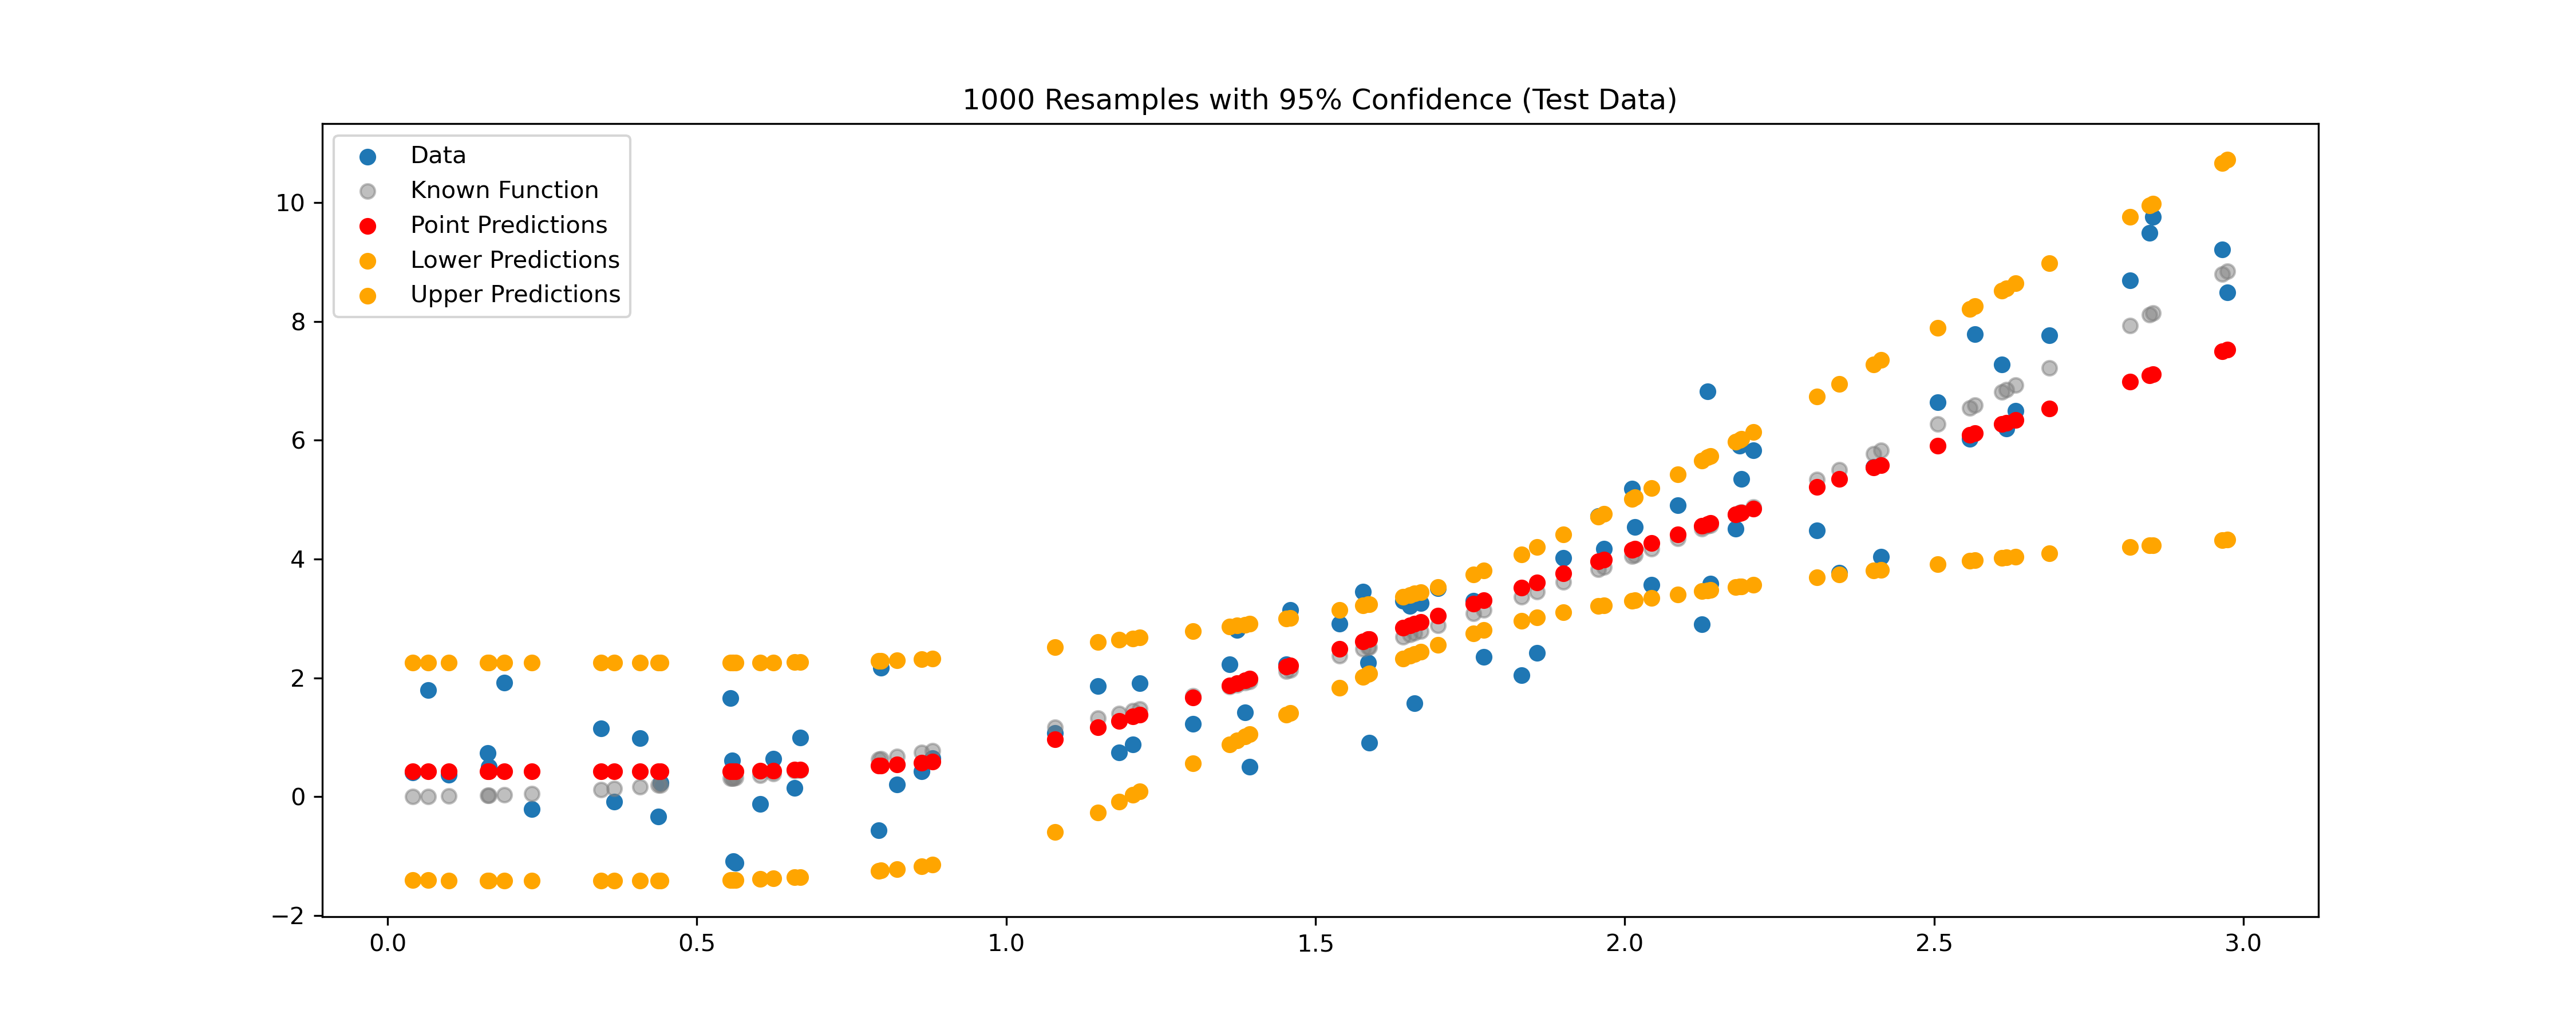 1000 Resamples with 95% Confidence (Test Data)
Data
Known Function
Point Predictions
Lower Predictions
Upper Predictions
10
8
6
4
2
0
−2
0.0 0.5 1.0 1.5 2.0 2.5 3.0